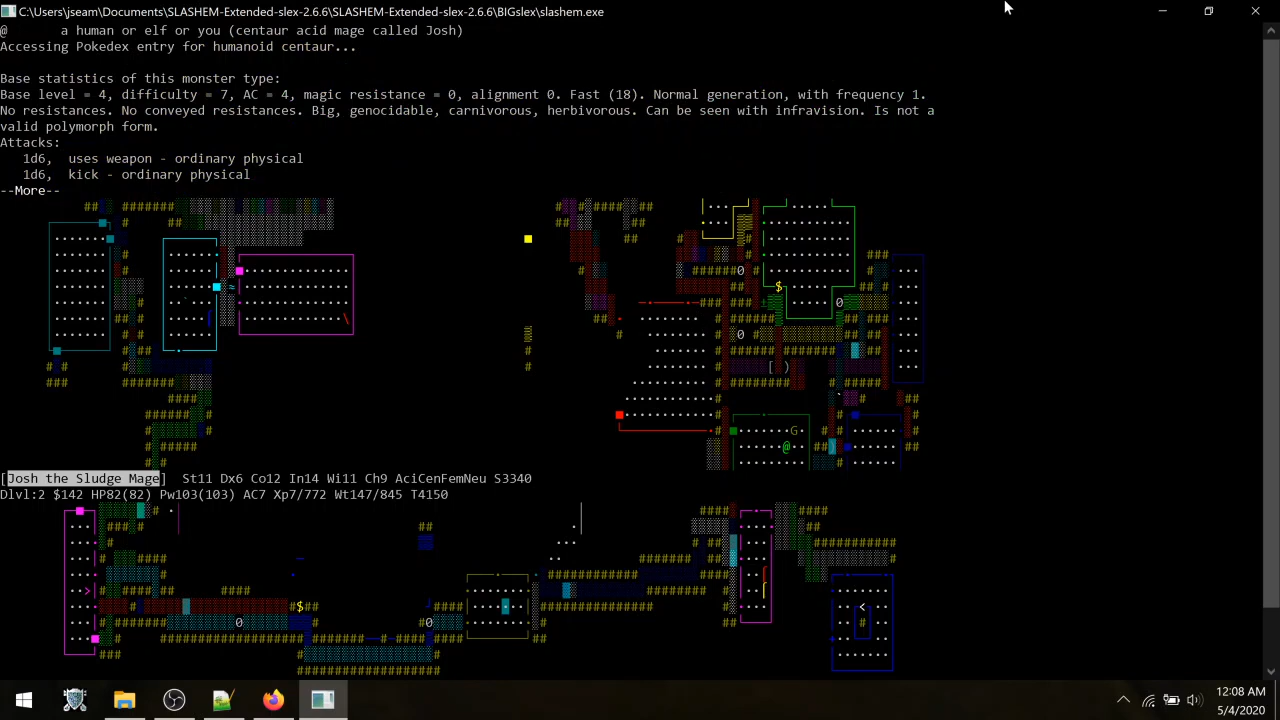 C:\Users\jseam\Documents\SLASHEM-Extended-slex-2.6.6\SLASHEM-Extended-slex-2.6.6\BIGslex\slashem.exe
@ a human or elf or you (centaur acid mage called Josh)
Accessing Pokedex entry for humanoid centaur...
Base statistics of this monster type:
Base level = 4, difficulty = 7, AC = 4, magic resistance = 0, alignment 0. Fast (18). Normal generation, with frequency 1.
No resistances. No conveyed resistances. Big, genocidable, carnivorous, herbivorous. Can be seen with infravision. Is not a
valid polymorph form.
Attacks:
1d6, uses weapon - ordinary physical
1d6, kick - ordinary physical
--More--
[Josh the Sludge Mage] St11 Dx6 Co12 In14 Wi11 Ch9 AciCenFemNeu S3340
Dlvl:2 $142 HP82(82) Pw103(103) AC7 Xp7/772 Wt147/845 T4150
12:08 AM
5/4/2020